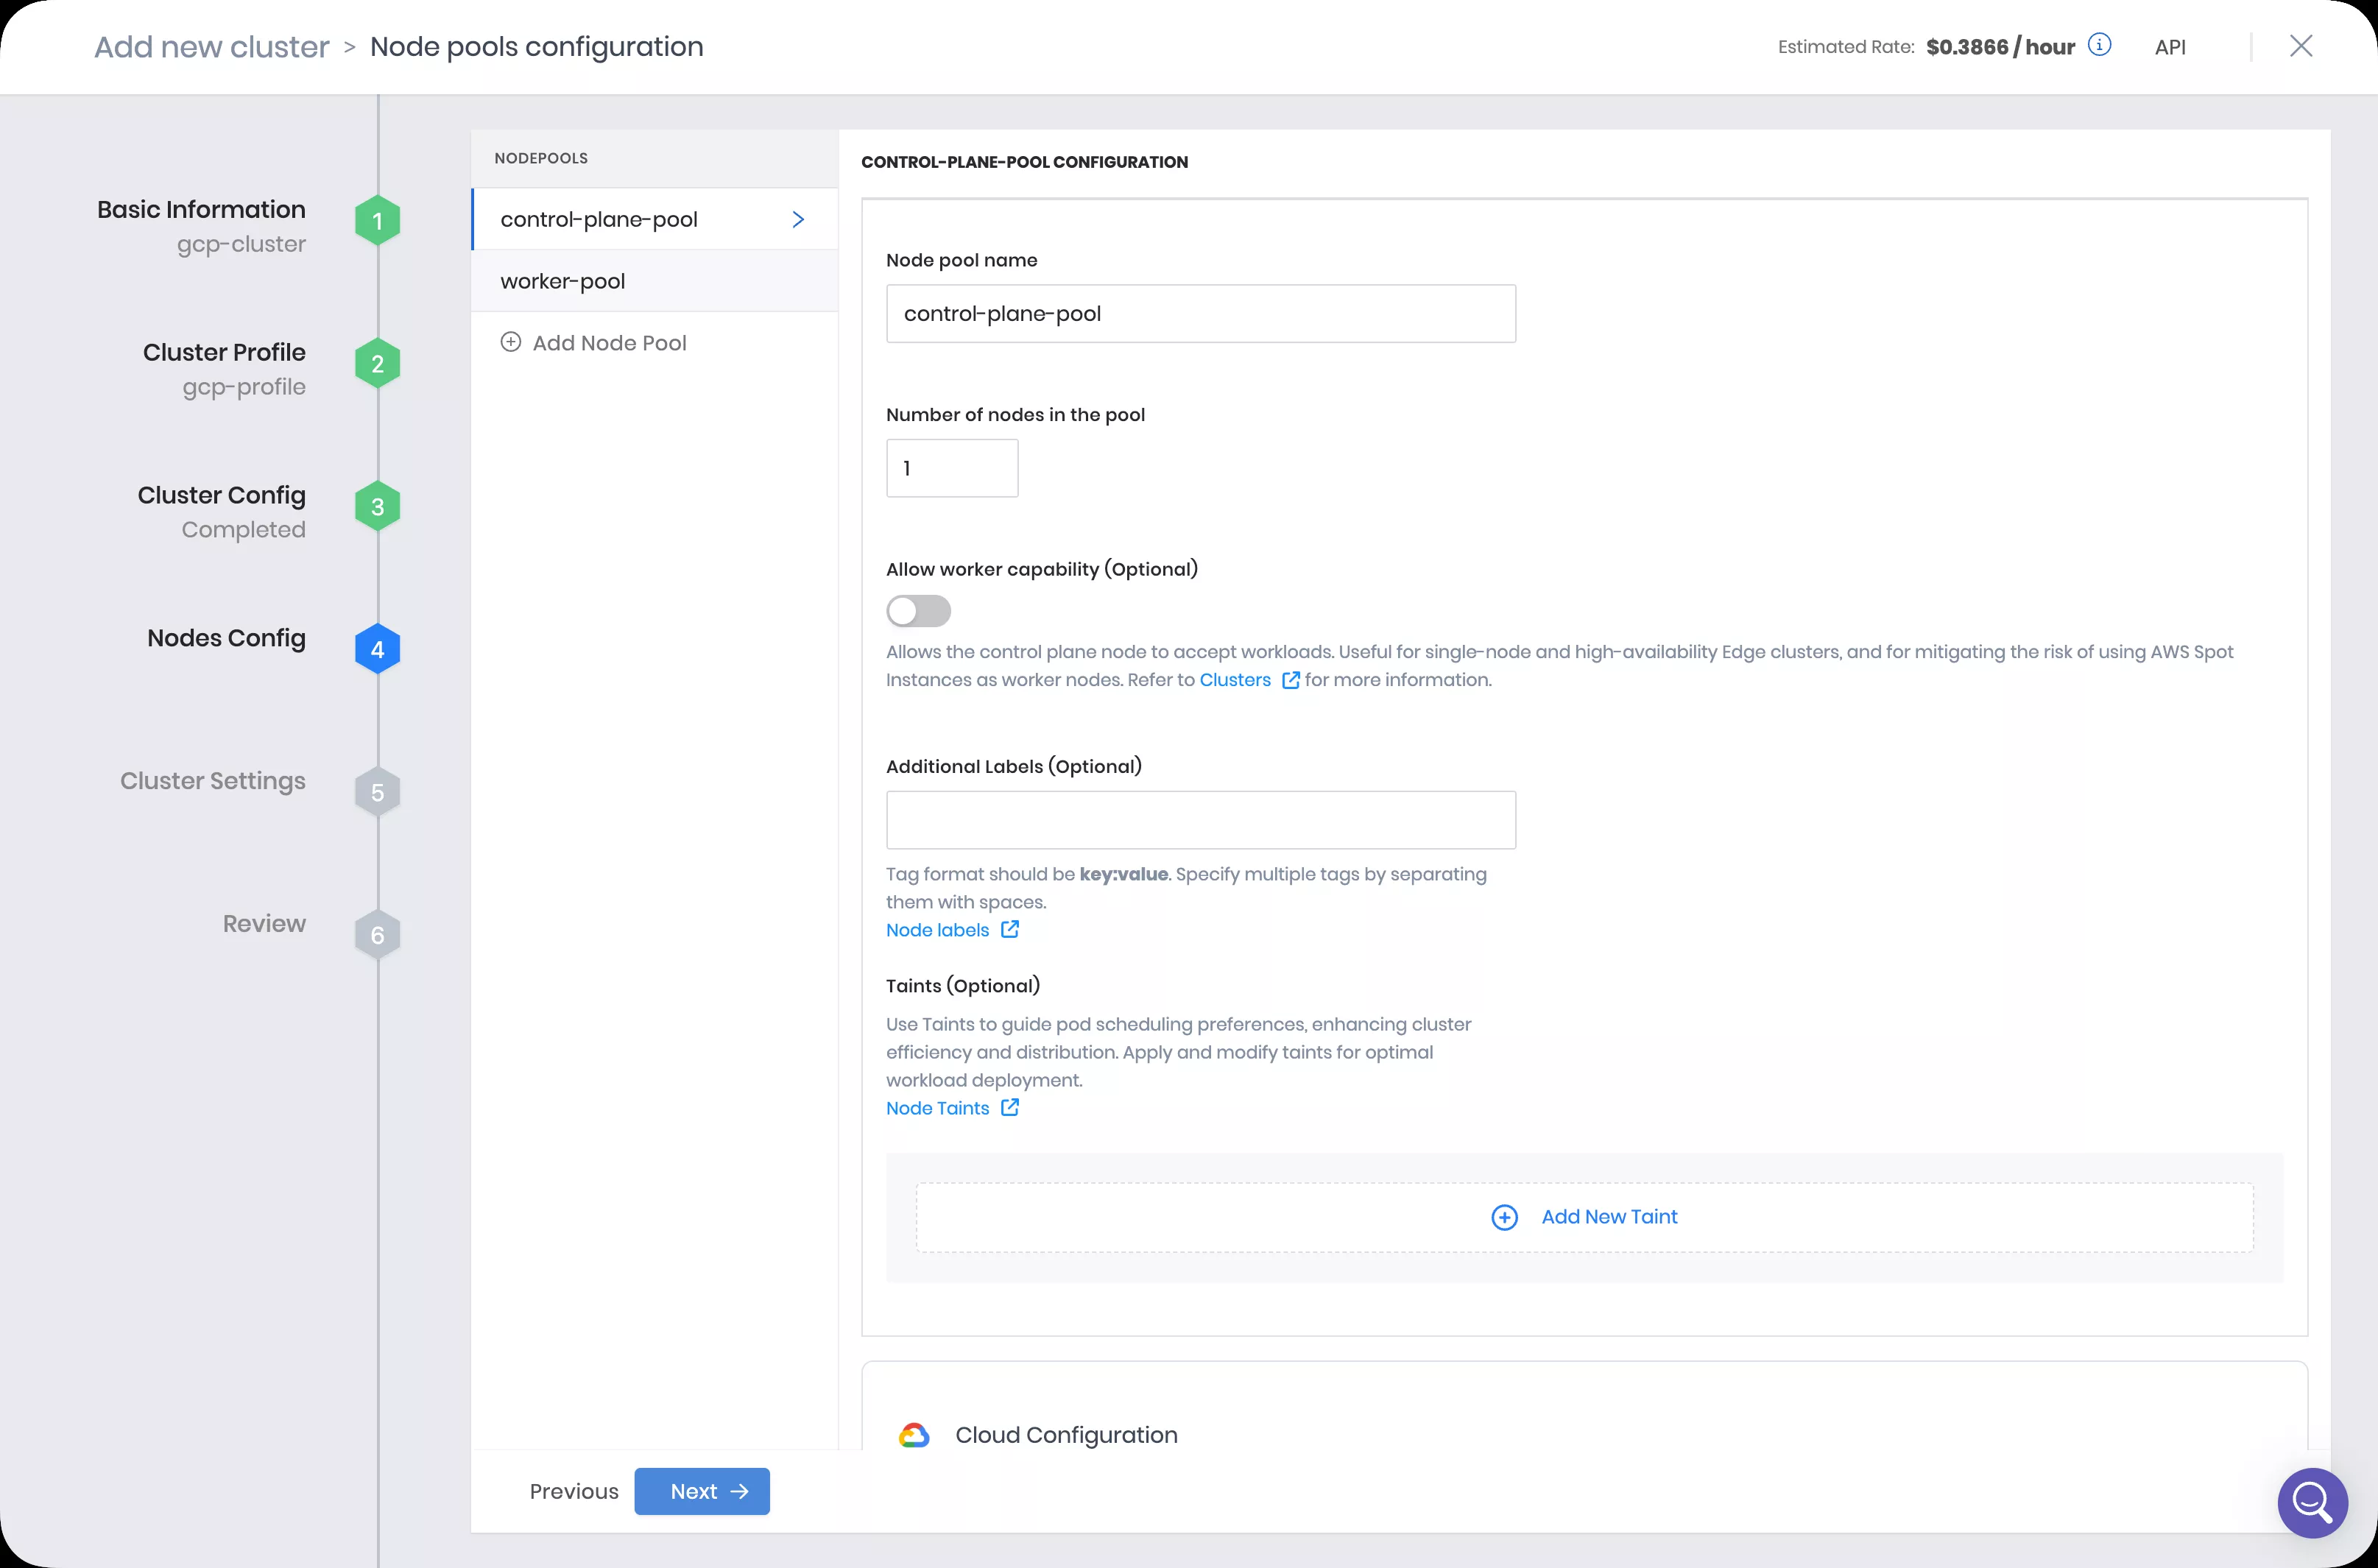 Add new cluster > Node pools configuration
Estimated Rate: $0.3866 / hour
API
Basic Information
gcp-cluster
1
Cluster Profile
gcp-profile
2
Cluster Config
Completed
3
Nodes Config
4
Cluster Settings
5
Review
6
NODEPOOLS
control-plane-pool
worker-pool
Add Node Pool
CONTROL-PLANE-POOL CONFIGURATION
Node pool name
control-plane-pool
Number of nodes in the pool
1
Allow worker capability (Optional)
Allows the control plane node to accept workloads. Useful for single-node and high-availability Edge clusters, and for mitigating the risk of using AWS Spot
Instances as worker nodes. Refer to Clusters for more information.
Additional Labels (Optional)
Tag format should be key:value. Specify multiple tags by separating
them with spaces.
Node labels
Taints (Optional)
Use Taints to guide pod scheduling preferences, enhancing cluster
efficiency and distribution. Apply and modify taints for optimal
workload deployment.
Node Taints
Add New Taint
Cloud Configuration
Previous
Next